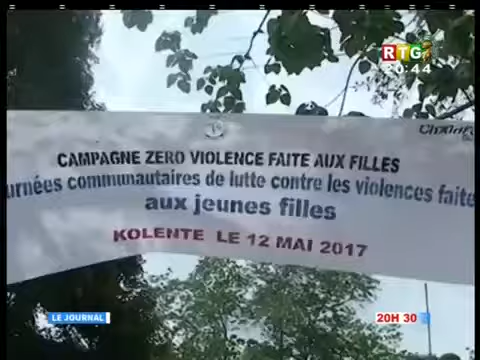 RTG
20:44
CAMPAGNE ZERO VIOLENCE FAITE AUX FILLES
urnées communautaires de lutte contre les violences faite
aux jeunes filles
KOLENTE LE 12 MAI 2017
LE JOURNAL
20H 30